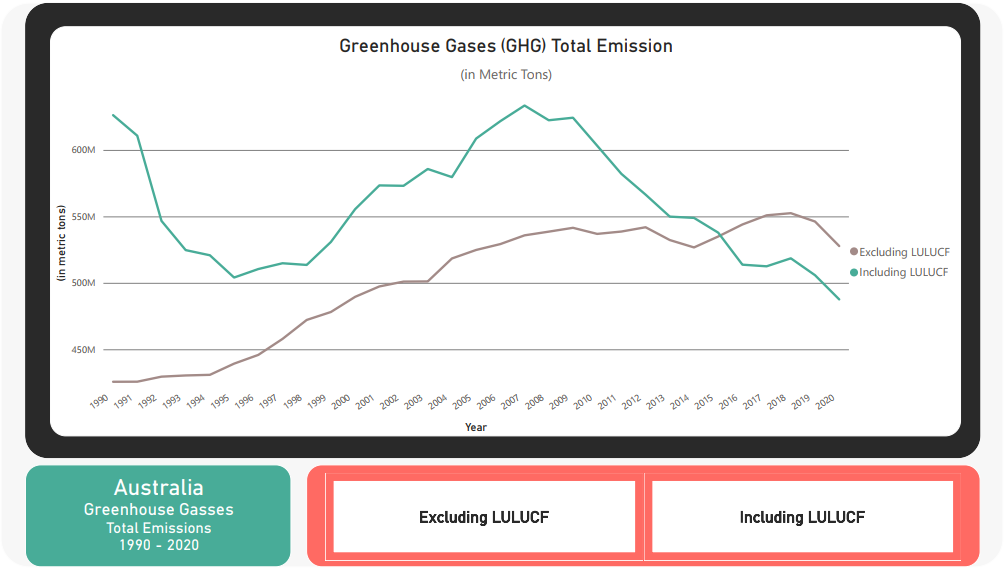 Greenhouse Gases (GHG) Total Emission
(in Metric Tons)
(in metric tons)
600M
550M
500M
450M
Excluding LULUCF
Including LULUCF
1990 1991 1992 1993 1994 1995 1996 1997 1998 1999 2000 2001 2002 2003 2004 2005 2006 2007 2008 2009 2010 2011 2012 2013 2014 2015 2016 2017 2018 2019 2020
Year
Australia
Greenhouse Gasses
Total Emissions
1990 - 2020
Excluding LULUCF
Including LULUCF